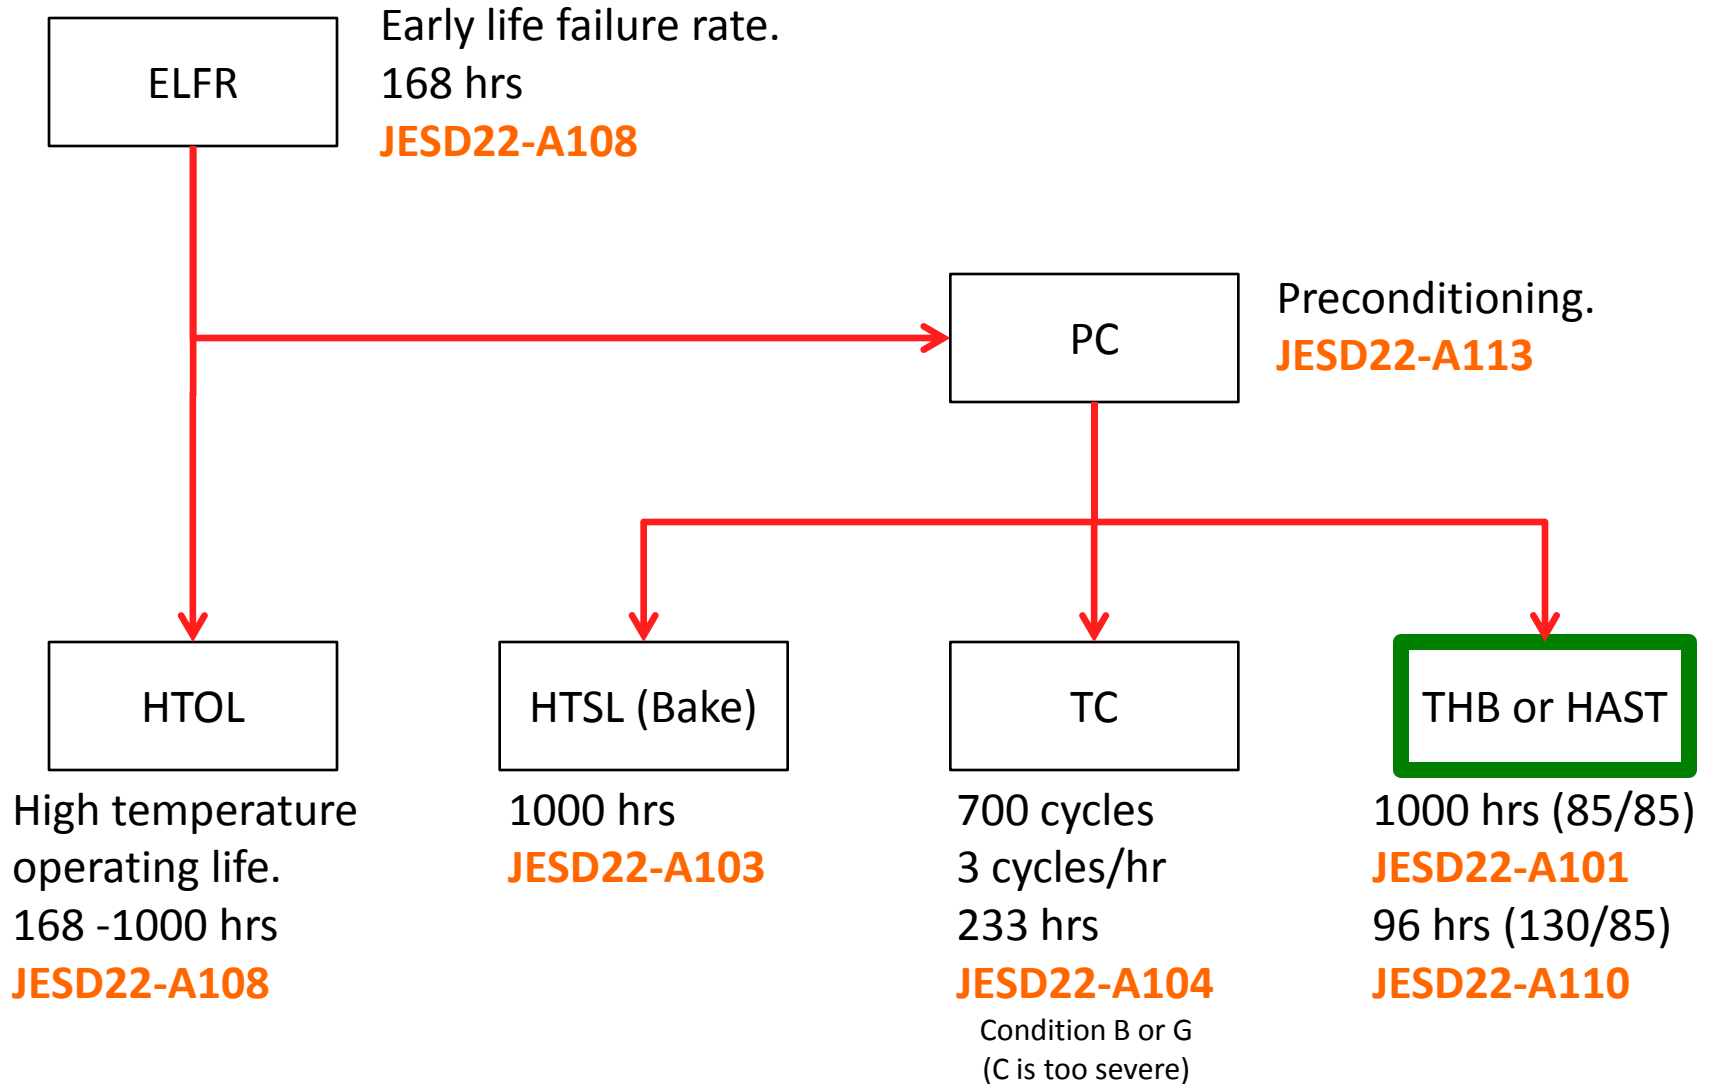 ELFR
Early life failure rate.
168 hrs
JESD22-A108
PC
Preconditioning.
JESD22-A113
HTOL
High temperature
operating life.
168 -1000 hrs
JESD22-A108
HTSL (Bake)
1000 hrs
JESD22-A103
TC
700 cycles
3 cycles/hr
233 hrs
JESD22-A104
Condition B or G
(C is too severe)
THB or HAST
1000 hrs (85/85)
JESD22-A101
96 hrs (130/85)
JESD22-A110